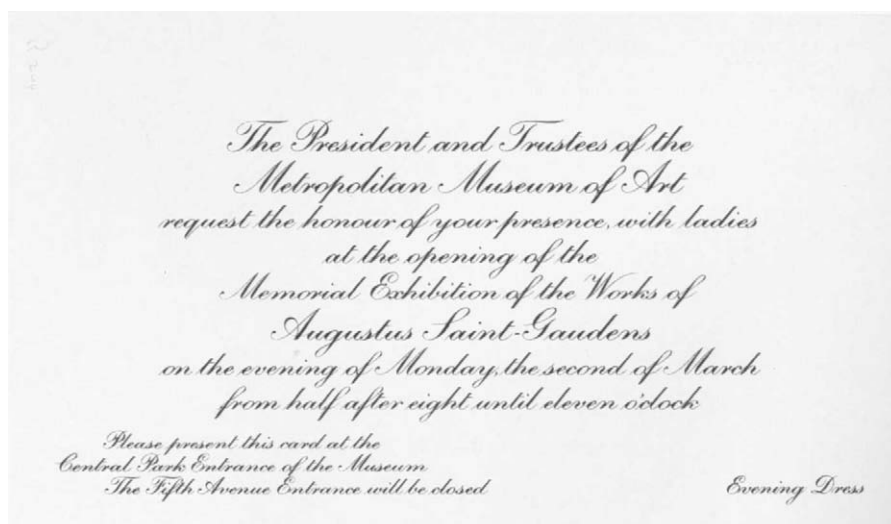 The President and Trustees of the
Metropolitan Museum of Art
request the honour of your presence, with ladies
at the opening of the
Memorial Exhibition of the Works of
Augustus Saint-Gaudens
on the evening of Monday, the second of March
from half after eight until eleven o'clock
Please present this card at the
Central Park Entrance of the Museum
The Fifth Avenue Entrance will be closed
Evening Dress